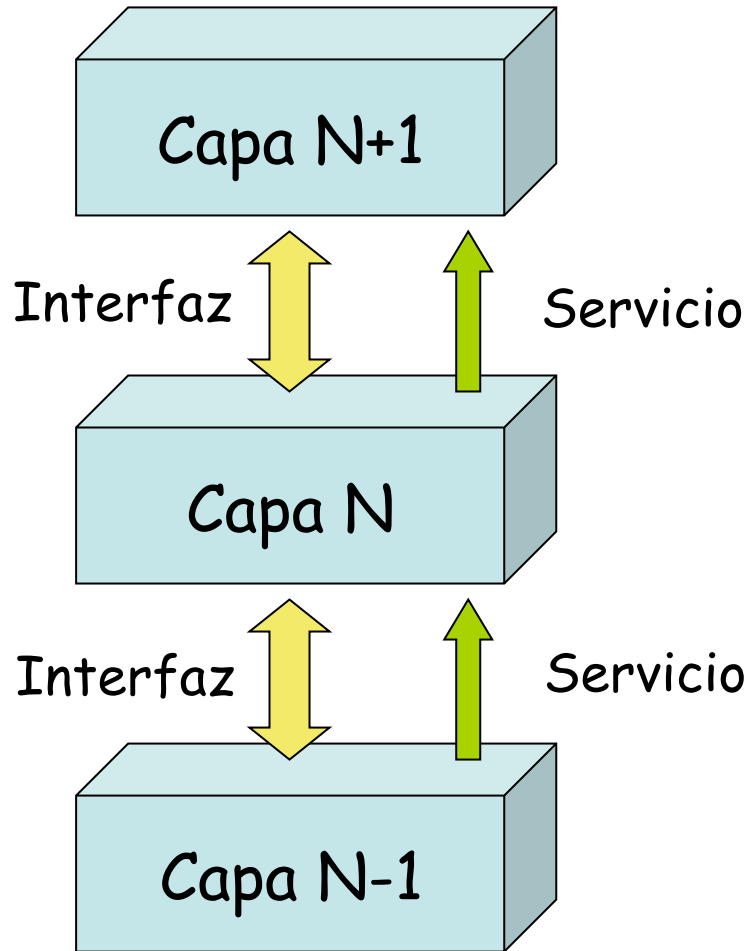 Capa N+1
Interfaz
Servicio
Capa N
Interfaz
Servicio
Capa N-1